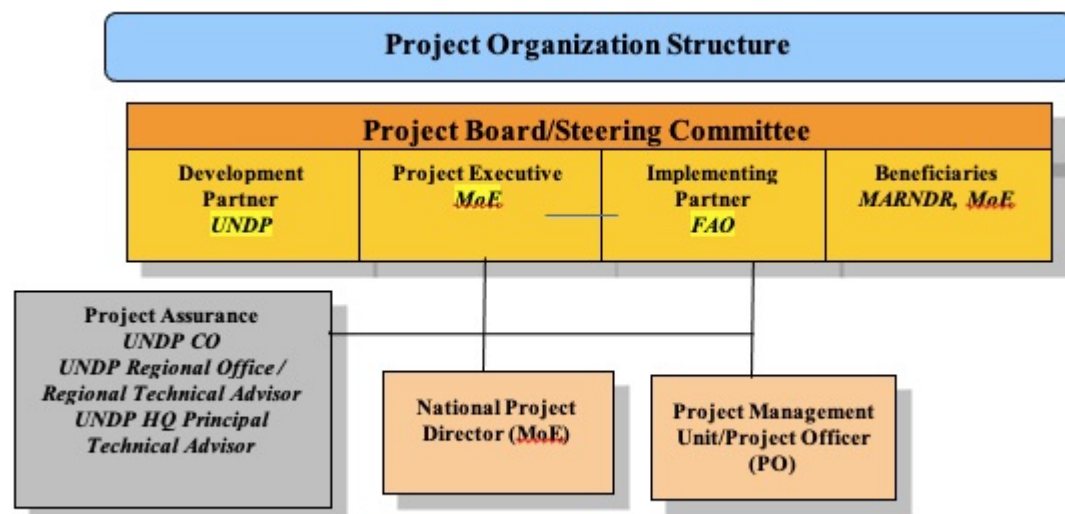 Project Organization Structure
Project Board/Steering Committee
Development
Partner
UNDP
Project Executive
MoE
Implementing
Partner
FAO
Beneficiaries
MARNDR, MoE
Project Assurance
UNDP CO
UNDP Regional Office /
Regional Technical Advisor
UNDP HQ Principal
Technical Advisor
National Project
Director (MoE)
Project Management
Unit/Project Officer
(PO)